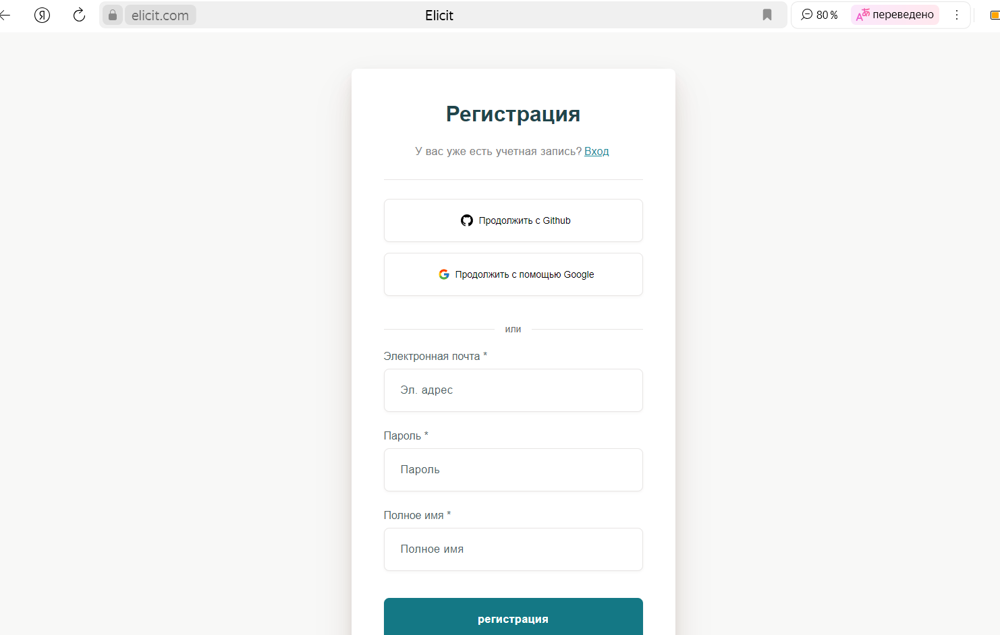 elicit.com
Elicit
80 %
переведено
Регистрация
У вас уже есть учетная запись? Вход
Продолжить с Github
Продолжить с помощью Google
или
Электронная почта *
Эл. адрес
Пароль *
Пароль
Полное имя *
Полное имя
регистрация